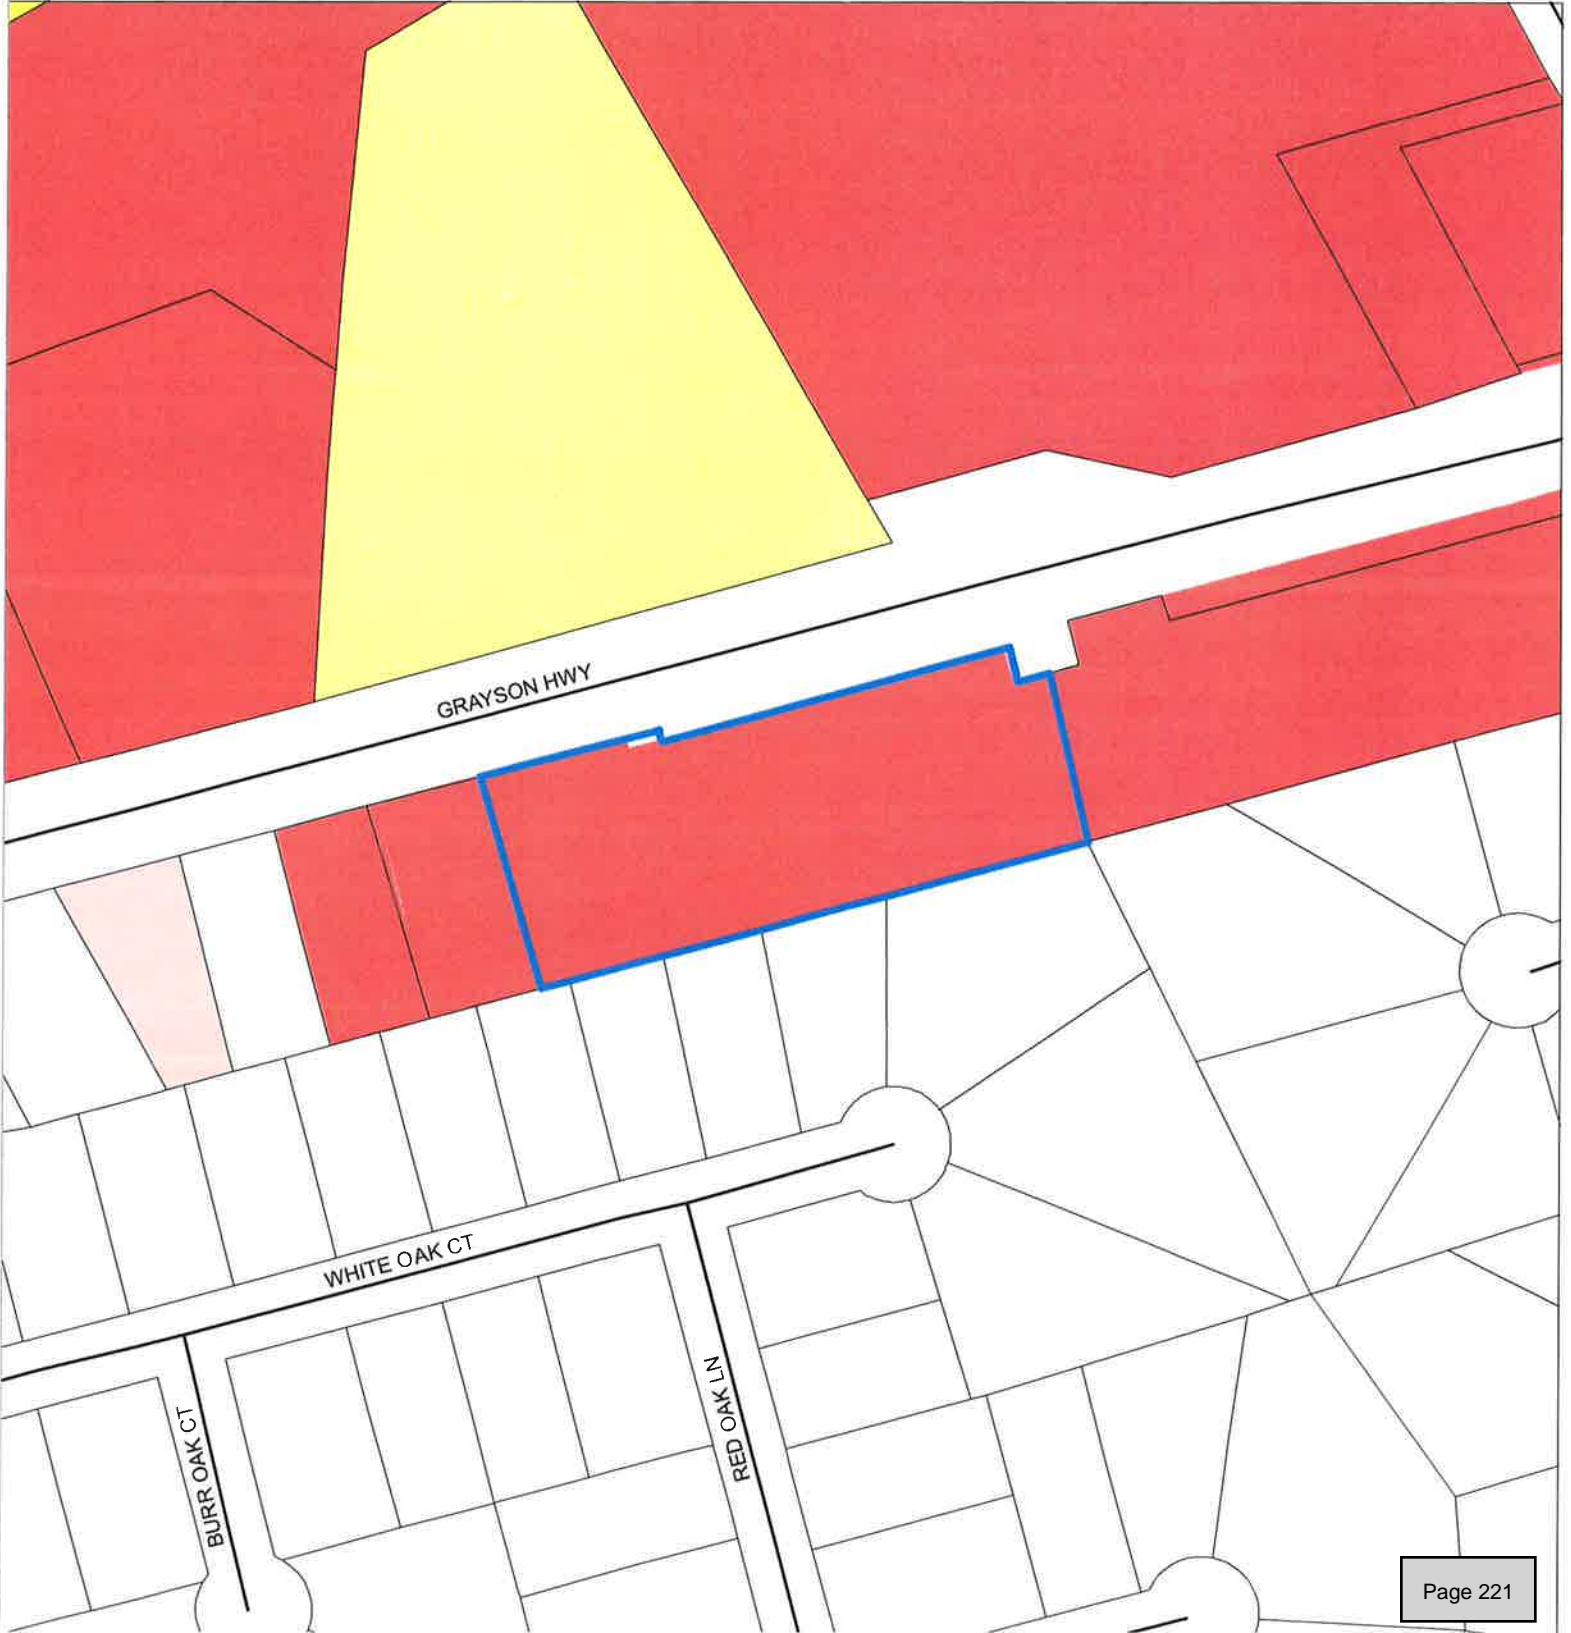 GRAYSON HWY
WHITE OAK CT
RED OAK LN
BURR OAK CT
Page 221